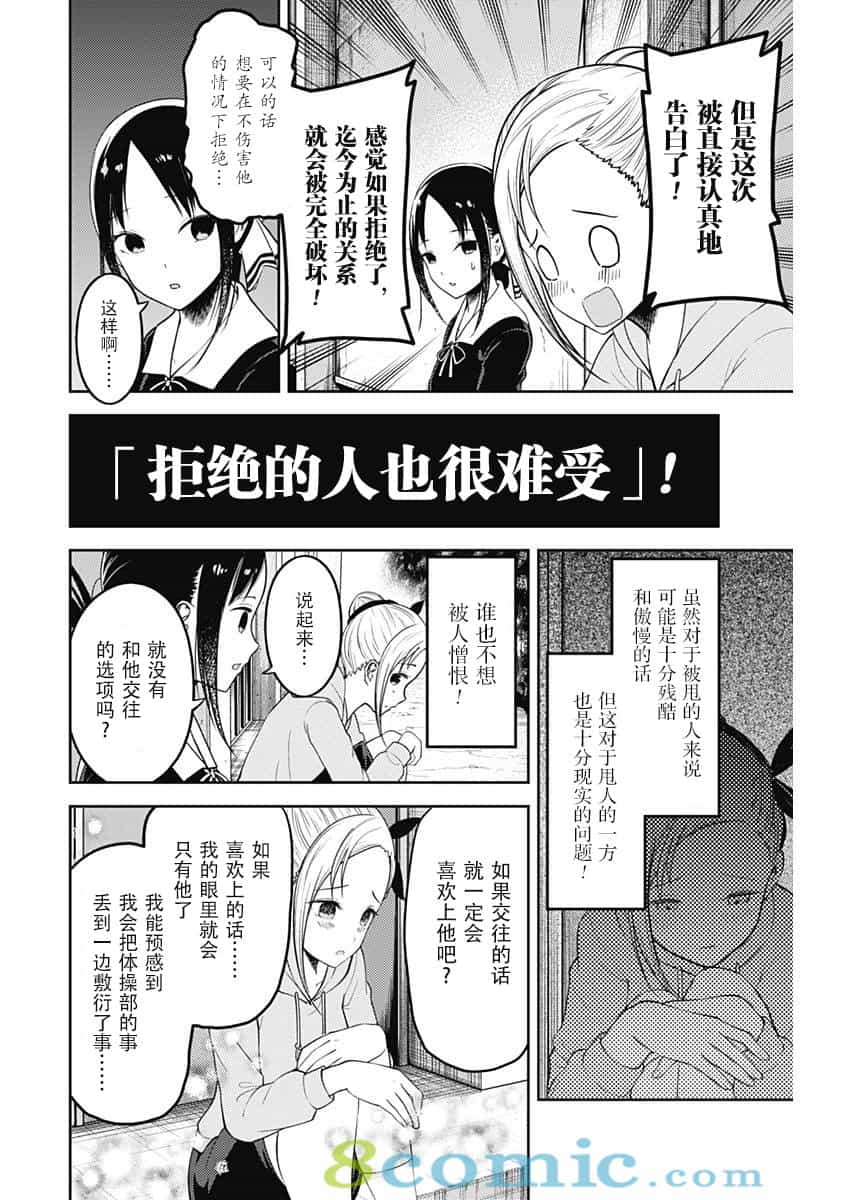 但是这次
被直接认真地
告白了！
感觉如果拒绝了，
迄今为止的关系
就会被完全破坏！
可以的话
想要在不伤害他
的情况下拒绝…
这样啊……
「拒绝的人也很难受」！
虽然对于被甩的人来说
可能是十分残酷
和傲慢的话
但这对于甩人的一方
也是十分现实的问题！
谁也不想
被人憎恨！
说起来…
就没有
和他交往
的选项吗？
如果交往的话
就一定会
喜欢上他吧？
如果
喜欢上的话……
我的眼里就会
只有他了
我能预感到
我会把体操部的事
丢到一边敷衍了事……
8comic.com